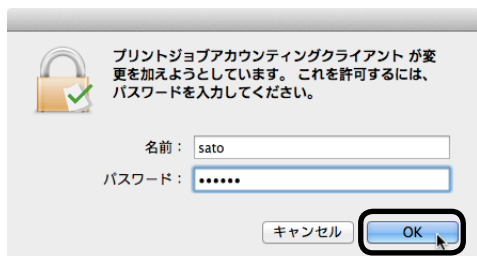 プリントジョブアカウンティングクライアント が変
更を加えようとしています。 これを許可するには、
パスワードを入力してください。
名前：
sato
パスワード：
••••••
キャンセル
OK